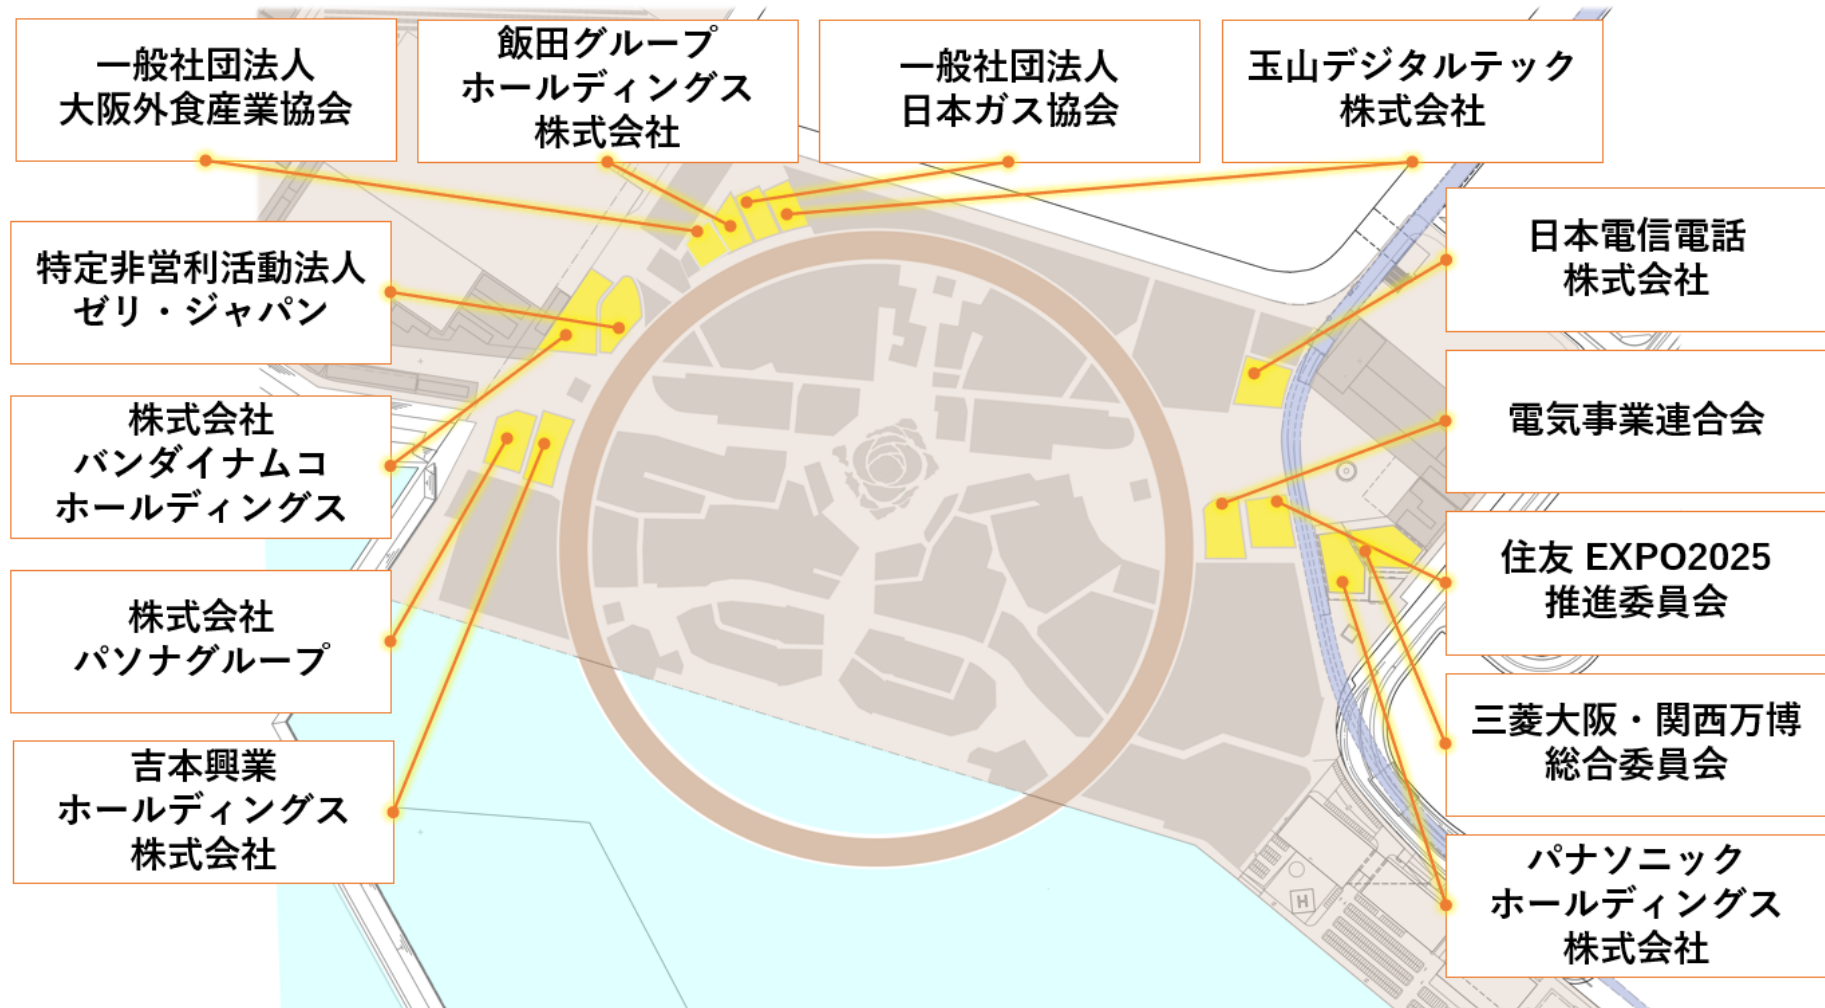 一般社団法人
大阪外食産業協会
飯田グループ
ホールディングス
株式会社
一般社団法人
日本ガス協会
玉山デジタルテック
株式会社
特定非営利活動法人
ゼリ・ジャパン
日本電信電話
株式会社
株式会社
バンダイナムコ
ホールディングス
電気事業連合会
株式会社
パソナグループ
住友 EXPO2025
推進委員会
吉本興業
ホールディングス
株式会社
三菱大阪・関西万博
総合委員会
パナソニック
ホールディングス
株式会社
H